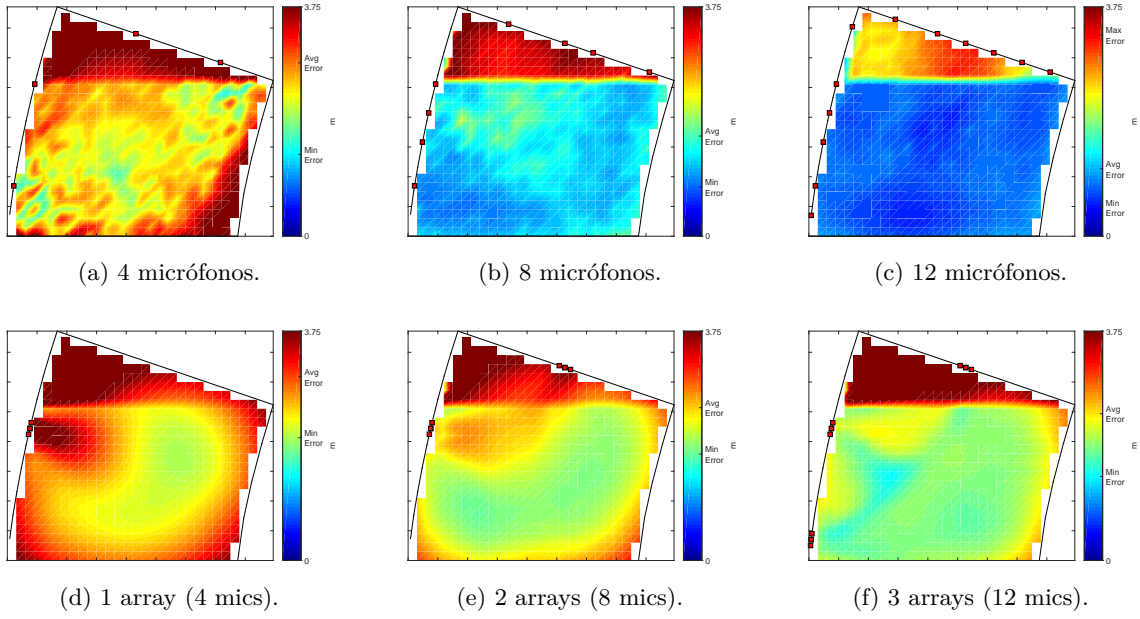 3.75
Avg
Error
Min
Error
0
m
3.75
Avg
Error
Min
Error
0
m
3.75
Max
Error
Avg
Error
Min
Error
0
m
(a) 4 micrófonos.
(b) 8 micrófonos.
(c) 12 micrófonos.
3.75
Avg
Error
Min
Error
0
m
3.75
Avg
Error
Min
Error
0
m
3.75
Avg
Error
Min
Error
0
m
(d) 1 array (4 mics).
(e) 2 arrays (8 mics).
(f) 3 arrays (12 mics).